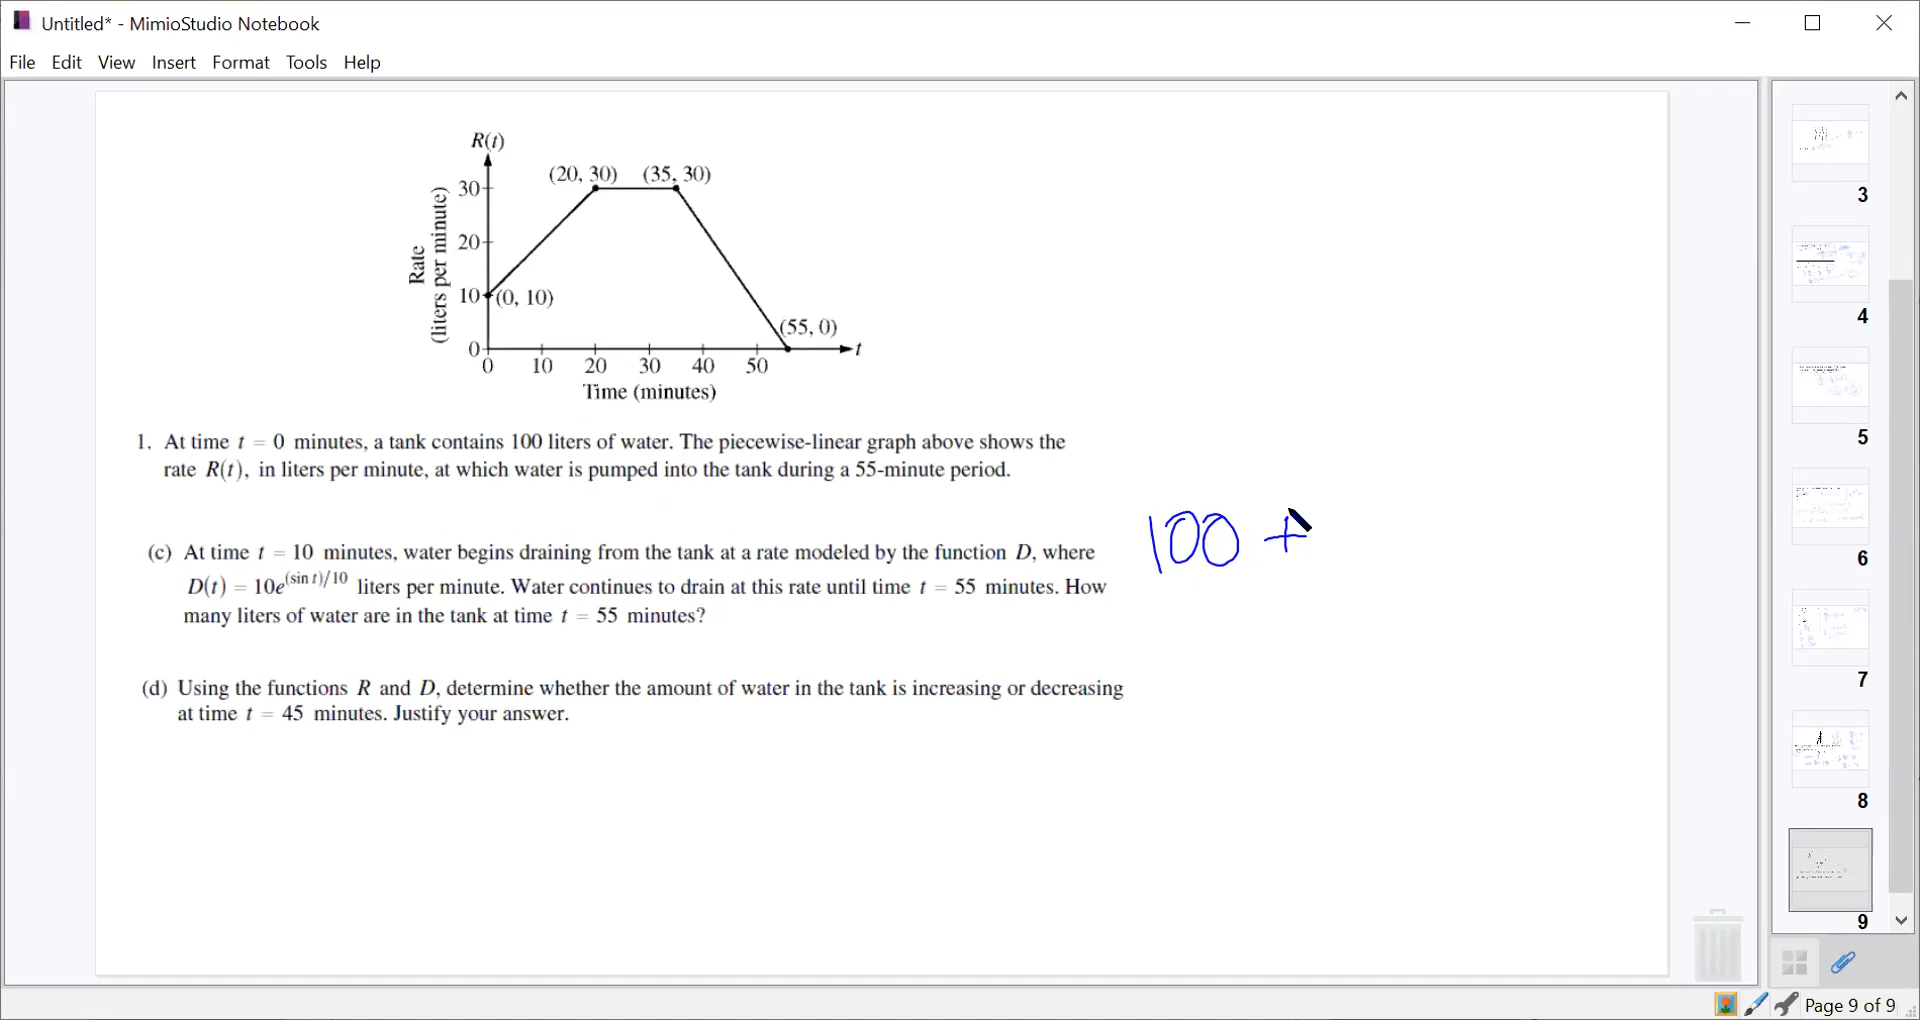 Untitled* - MimioStudio Notebook
File Edit View Insert Format Tools Help
R(t)
(20, 30) (35, 30)
30
20
10
0
(0, 10)
(55, 0)
t
0 10 20 30 40 50
Rate
(liters per minute)
Time (minutes)
1. At time t = 0 minutes, a tank contains 100 liters of water. The piecewise-linear graph above shows the
rate R(t), in liters per minute, at which water is pumped into the tank during a 55-minute period.
100 +
(c) At time t = 10 minutes, water begins draining from the tank at a rate modeled by the function D, where
D(t) = 10e^(sin t)/10 liters per minute. Water continues to drain at this rate until time t = 55 minutes. How
many liters of water are in the tank at time t = 55 minutes?
(d) Using the functions R and D, determine whether the amount of water in the tank is increasing or decreasing
at time t = 45 minutes. Justify your answer.
3
4
5
6
7
8
9
Page 9 of 9